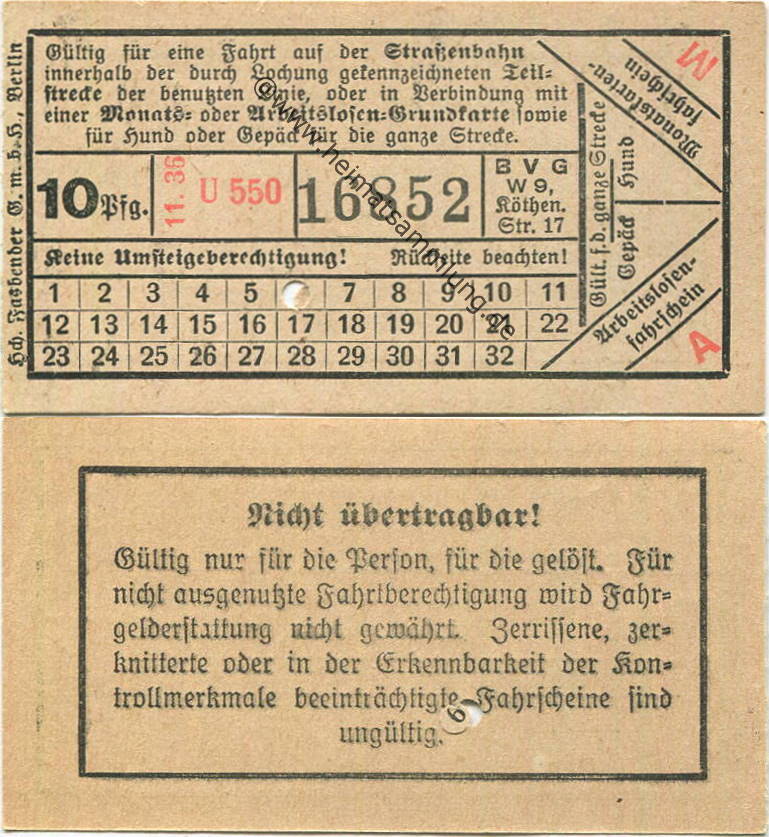 Gültig für eine Fahrt auf der Straßenbahn
innerhalb der durch Lochung gekennzeichneten Teil-
strecke der benutzten Linie, oder in Verbindung mit
einer Monats- oder Arbeitslosen-Grundkarte sowie
für Hund oder Gepäck für die ganze Strecke.
10 Pfg.
11. 36
U 550
16852
B V G
W 9,
Köthen.
Str. 17
Keine Umsteigeberechtigung! Rückseite beachten!
1 2 3 4 5 7 8 9 10 11
12 13 14 15 16 17 18 19 20 21 22
23 24 25 26 27 28 29 30 31 32
Hch. Faßbender G. m. b. H., Berlin
Gült. f. d. ganze Strecke
Gepäck Hund
M
Monatskarten-
fahrschein
Arbeitslosen-
fahrschein
A
©www.heimatsammlung.de
Nicht übertragbar!
Gültig nur für die Person, für die gelöst. Für
nicht ausgenutzte Fahrtberechtigung wird Fahr-
gelderstattung nicht gewährt. Zerrissene, zer-
knitterte oder in der Erkennbarkeit der Kon-
trollmerkmale beeinträchtigte Fahrscheine sind
ungültig.
6